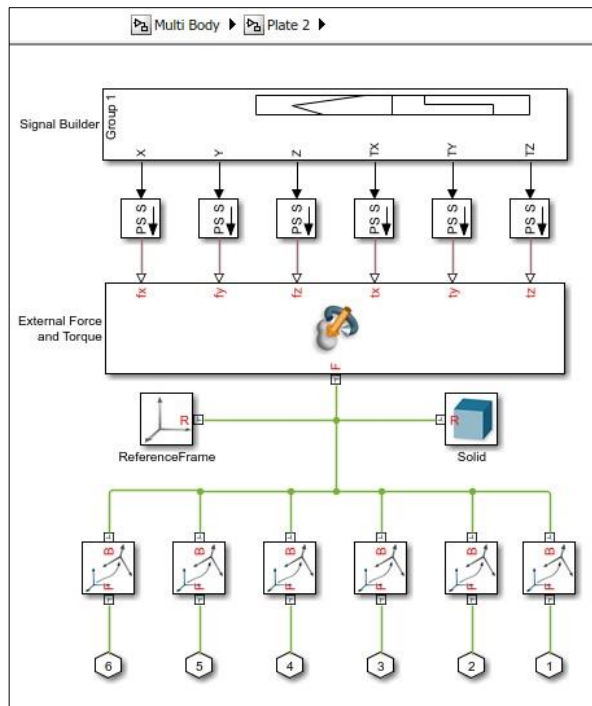 Multi Body Plate 2
Signal Builder
Group 1
X Y Z TX TY TZ
PS S PS S PS S PS S PS S PS S
fx fy fz tx ty tz
External Force
and Torque
F
R R
ReferenceFrame Solid
B B B B B B
F F F F F F
6 5 4 3 2 1